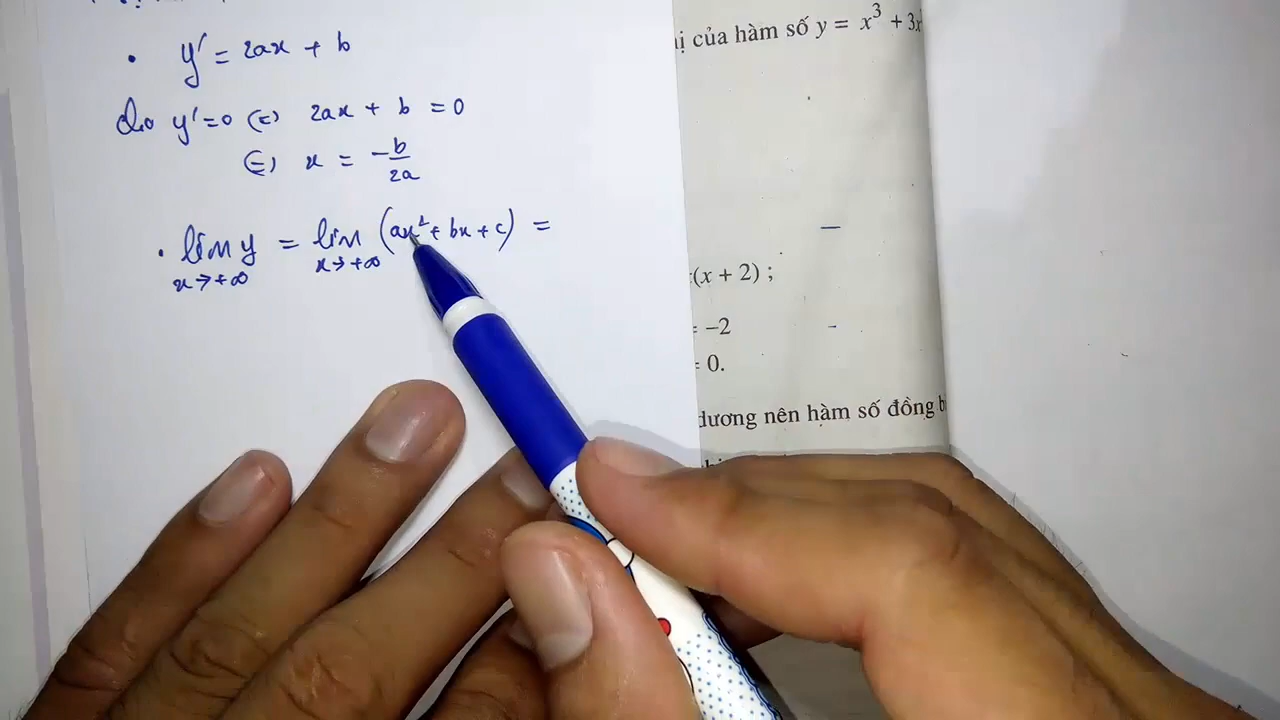 • y' = 2ax + b
Cho y'=0 (=) 2ax + b = 0
(=) x = -b/2a
• lim y = lim (ax² + bx + c) =
x→+∞ x→+∞
ị của hàm số y = x³ + 3x
(x + 2) ;
= –2
= 0.
dương nên hàm số đồng b